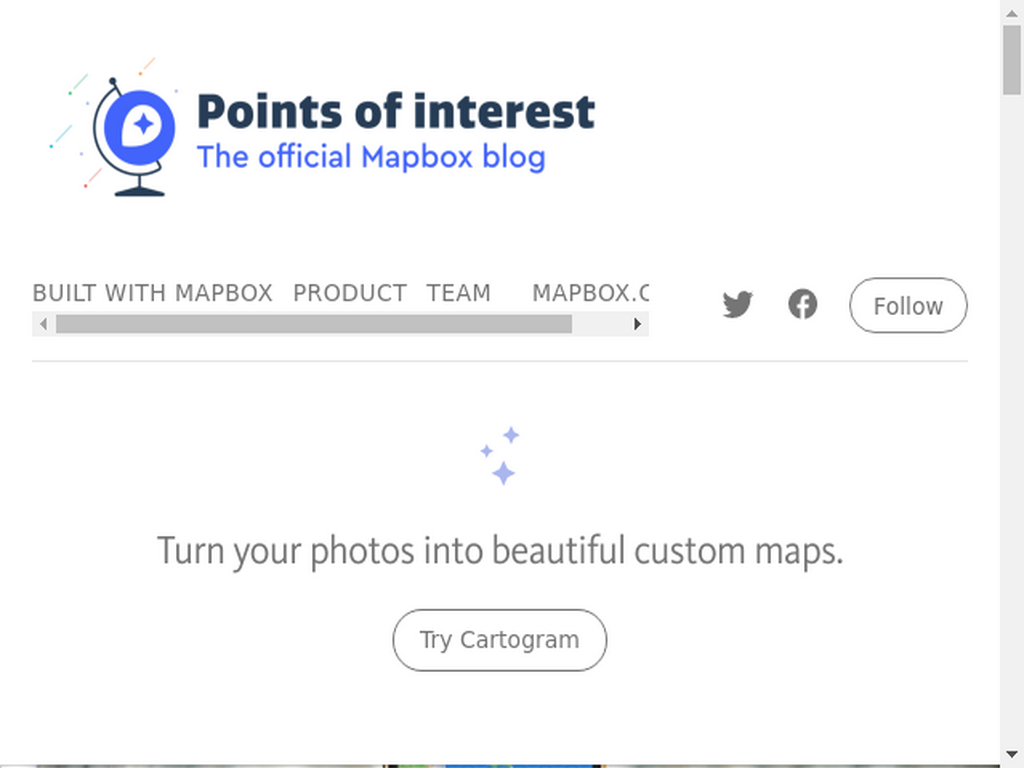 Points of interest
The official Mapbox blog
BUILT WITH MAPBOX PRODUCT TEAM MAPBOX.C
Follow
Turn your photos into beautiful custom maps.
Try Cartogram